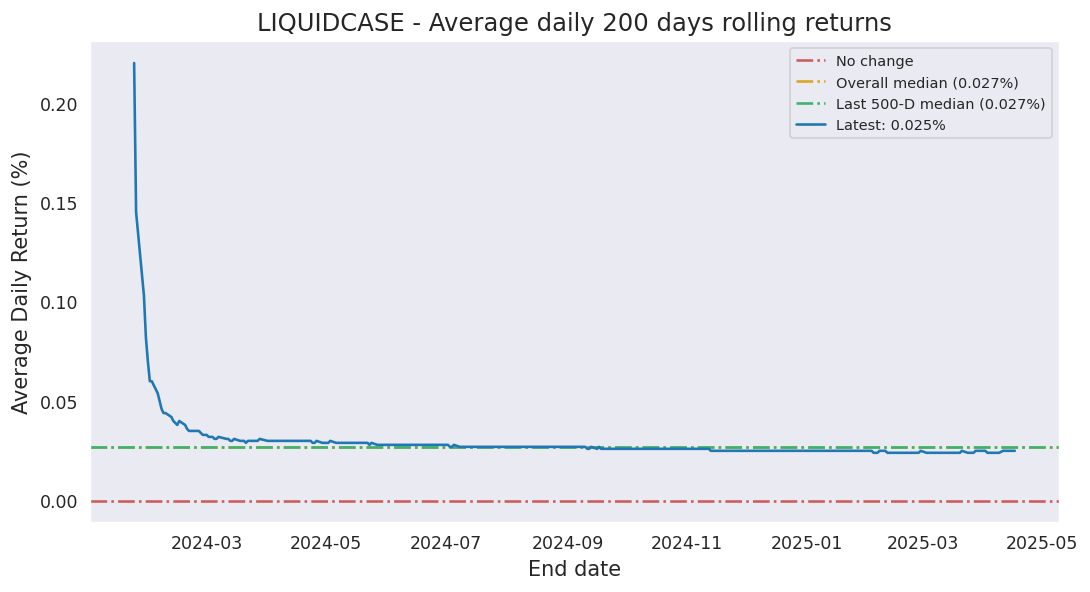 LIQUIDCASE - Average daily 200 days rolling returns
No change
Overall median (0.027%)
Last 500-D median (0.027%)
Latest: 0.025%
Average Daily Return (%)
0.20
0.15
0.10
0.05
0.00
2024-03 2024-05 2024-07 2024-09 2024-11 2025-01 2025-03 2025-05
End date